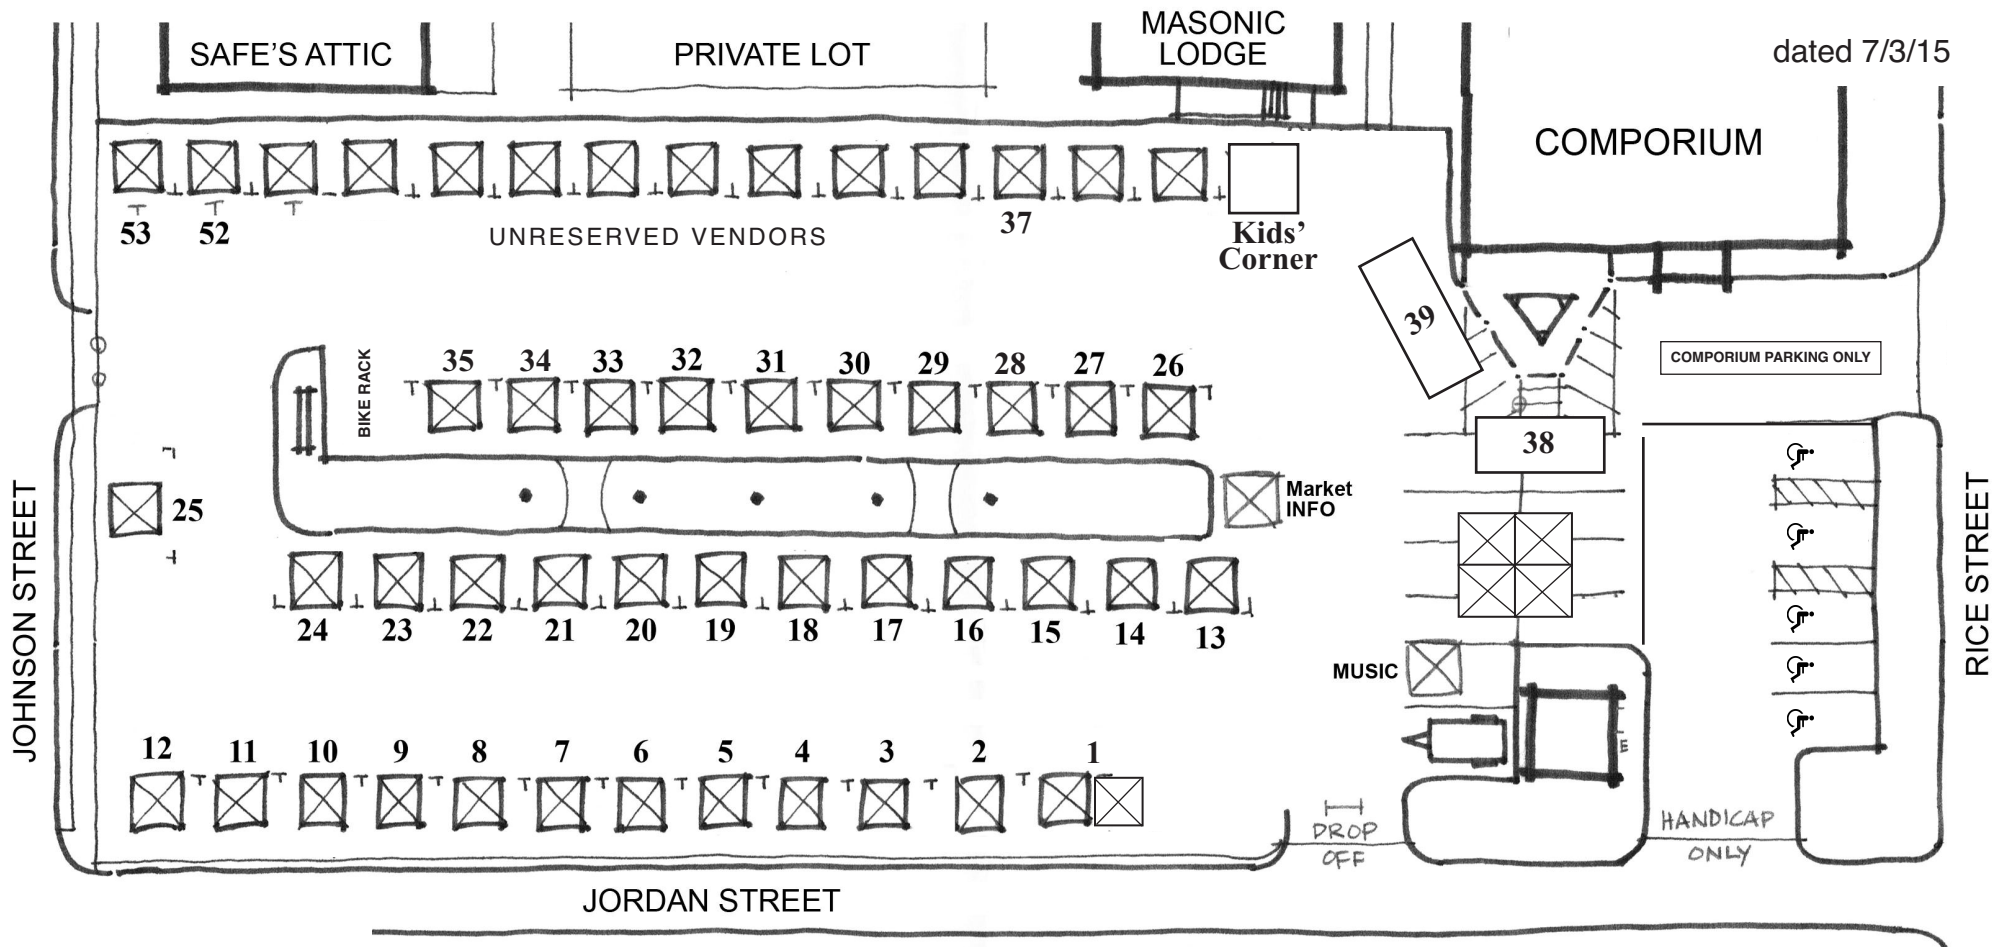 SAFE'S ATTIC
PRIVATE LOT
MASONIC
LODGE
dated 7/3/15
COMPORIUM
53 52 37
UNRESERVED VENDORS
Kids'
Corner
39
COMPORIUM PARKING ONLY
BIKE RACK
35 34 33 32 31 30 29 28 27 26
38
25
Market
INFO
24 23 22 21 20 19 18 17 16 15 14 13
MUSIC
JOHNSON STREET
RICE STREET
12 11 10 9 8 7 6 5 4 3 2 1
DROP
OFF
HANDICAP
ONLY
JORDAN STREET